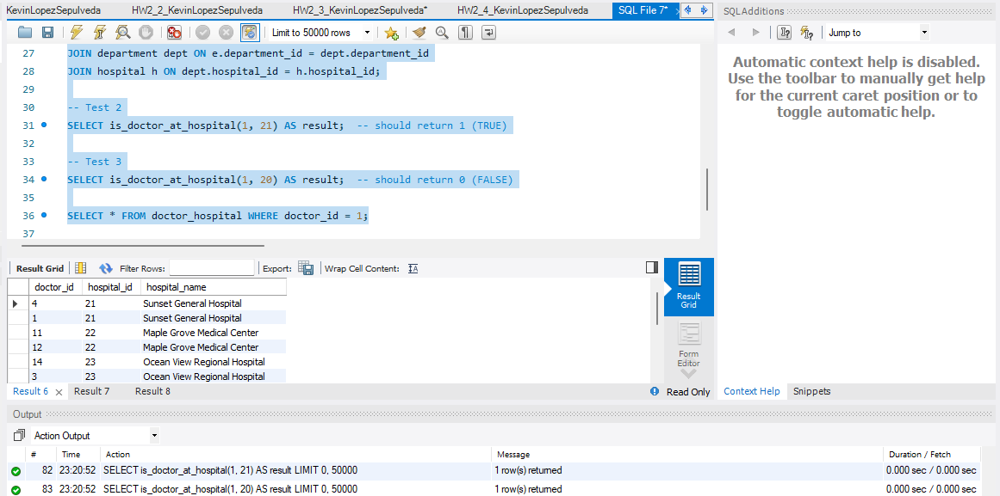 KevinLopezSepulveda HW2_2_KevinLopezSepulveda HW2_3_KevinLopezSepulveda* HW2_4_KevinLopezSepulveda SQL File 7*
SQLAdditions
Limit to 50000 rows
Jump to
27 JOIN department dept ON e.department_id = dept.department_id
28 JOIN hospital h ON dept.hospital_id = h.hospital_id;
29
30 -- Test 2
31 SELECT is_doctor_at_hospital(1, 21) AS result; -- should return 1 (TRUE)
32
33 -- Test 3
34 SELECT is_doctor_at_hospital(1, 20) AS result; -- should return 0 (FALSE)
35
36 SELECT * FROM doctor_hospital WHERE doctor_id = 1;
37
Automatic context help is disabled.
Use the toolbar to manually get help
for the current caret position or to
toggle automatic help.
Result Grid Filter Rows: Export: Wrap Cell Content:
doctor_id hospital_id hospital_name
4 21 Sunset General Hospital
1 21 Sunset General Hospital
11 22 Maple Grove Medical Center
12 22 Maple Grove Medical Center
14 23 Ocean View Regional Hospital
3 23 Ocean View Regional Hospital
Result
Grid
Form
Editor
Result 6 Result 7 Result 8
Read Only
Context Help Snippets
Output
Action Output
# Time Action Message Duration / Fetch
82 23:20:52 SELECT is_doctor_at_hospital(1, 21) AS result LIMIT 0, 50000 1 row(s) returned 0.000 sec / 0.000 sec
83 23:20:52 SELECT is_doctor_at_hospital(1, 20) AS result LIMIT 0, 50000 1 row(s) returned 0.000 sec / 0.000 sec